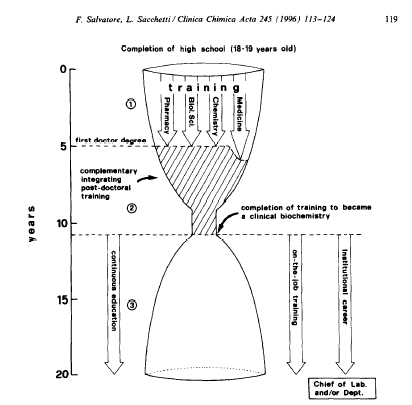 F. Salvatore, L. Sacchetti / Clinica Chimica Acta 245 (1996) 113–124
119
Completion of high school (18-19 years old)
0
training
①
Pharmacy
Biol. Sci.
Chemistry
Medicine
first doctor degree
5
complementary
integrating
post-doctoral
training
②
completion of training to became
a clinical biochemistry
years
10
continuous education
on-the-job training
institutional career
15
③
20
Chief of Lab.
and/or Dept.